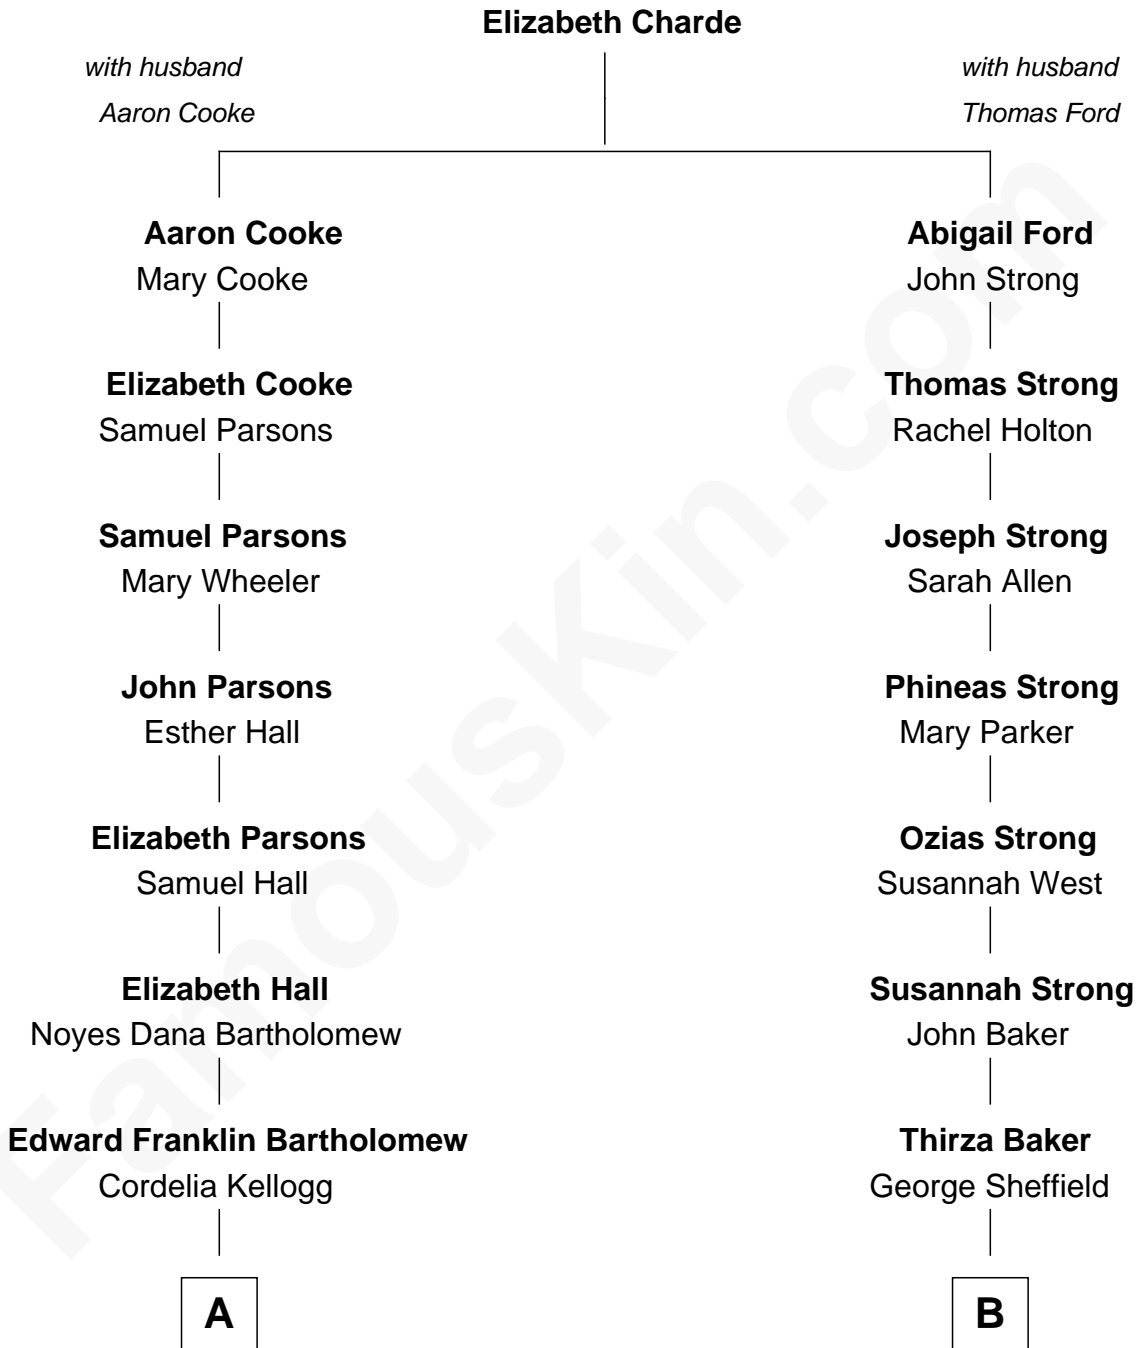 Elizabeth Charde
with husband
Aaron Cooke
with husband
Thomas Ford
Aaron Cooke
Mary Cooke
Elizabeth Cooke
Samuel Parsons
Samuel Parsons
Mary Wheeler
John Parsons
Esther Hall
Elizabeth Parsons
Samuel Hall
Elizabeth Hall
Noyes Dana Bartholomew
Edward Franklin Bartholomew
Cordelia Kellogg
A
Abigail Ford
John Strong
Thomas Strong
Rachel Holton
Joseph Strong
Sarah Allen
Phineas Strong
Mary Parker
Ozias Strong
Susannah West
Susannah Strong
John Baker
Thirza Baker
George Sheffield
B
FamousKin.com